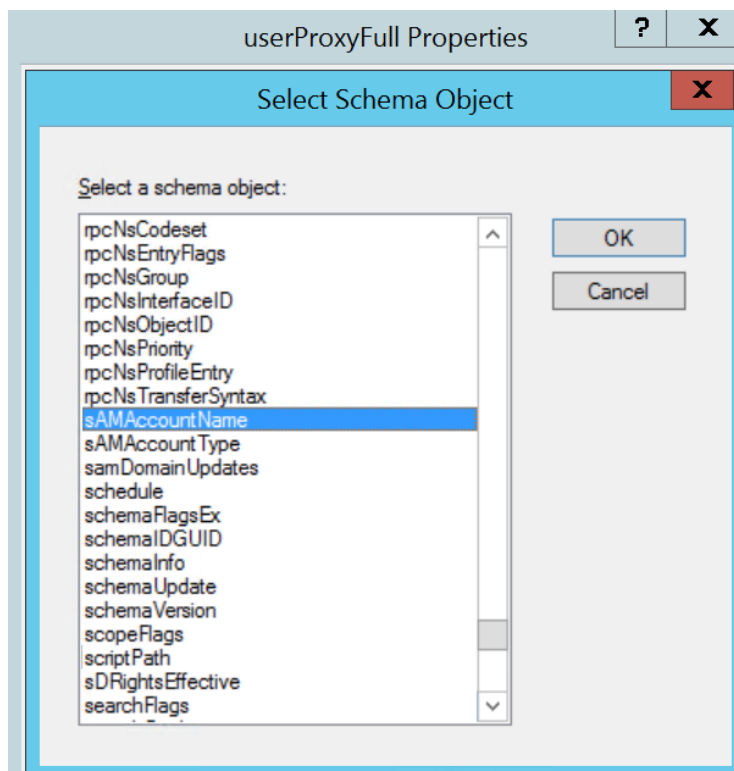 userProxyFull Properties
? X
Select Schema Object
X
Select a schema object:
rpcNsCodeset
rpcNsEntryFlags
rpcNsGroup
rpcNsInterfaceID
rpcNsObjectID
rpcNsPriority
rpcNsProfileEntry
rpcNsTransferSyntax
sAMAccountName
sAMAccountType
samDomainUpdates
schedule
schemaFlagsEx
schemaIDGUID
schemaInfo
schemaUpdate
schemaVersion
scopeFlags
scriptPath
sDRightsEffective
searchFlags
OK
Cancel